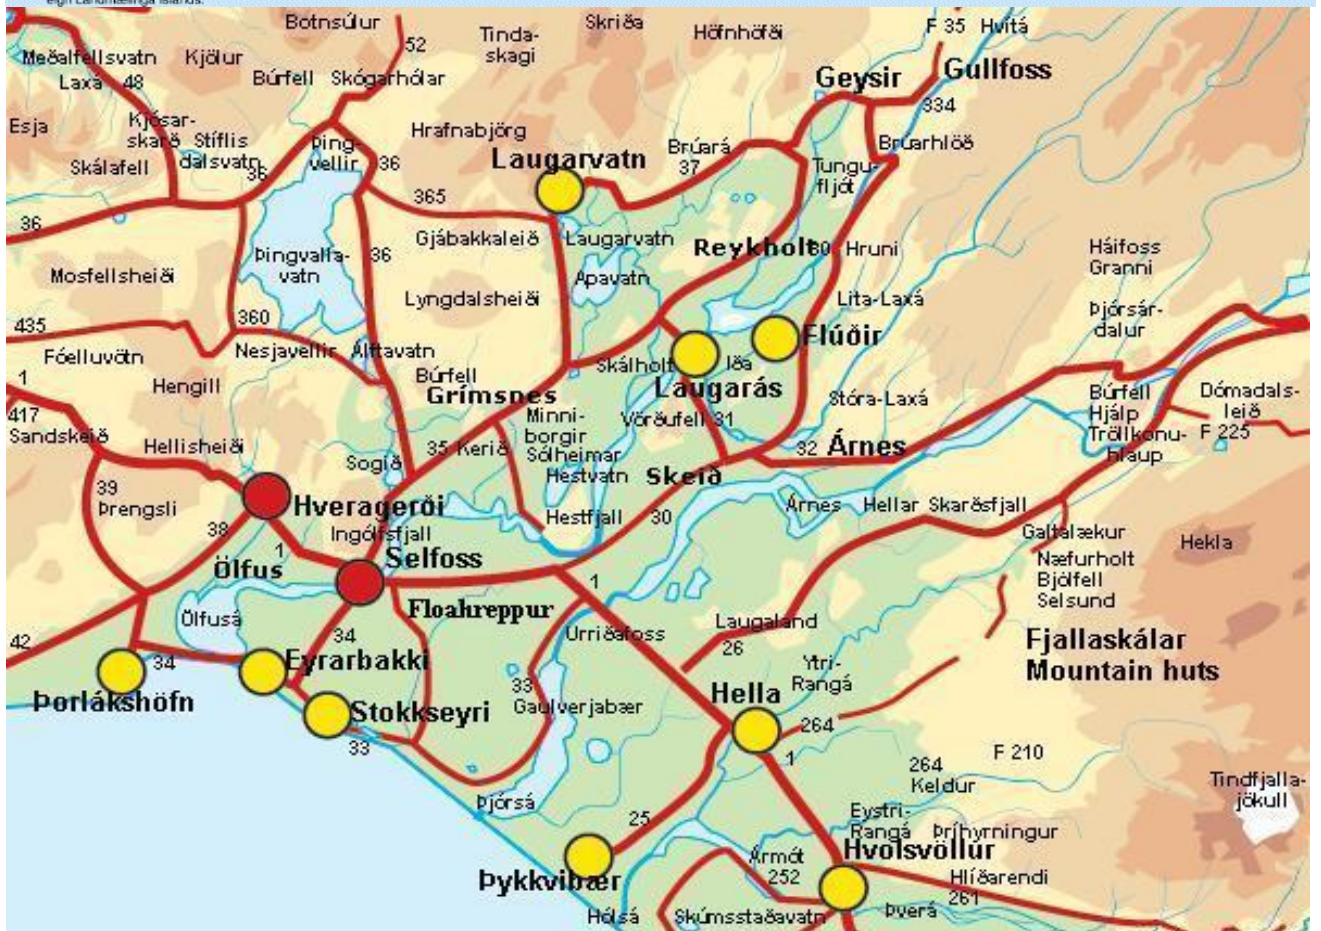 eign Landmælinga Íslands.
Botnsúlur
Skriða
F 35
Hvítá
Tinda-
skagi
Höfnhöfði
52
Meðalfellsvatn
Kjölur
Laxá
48
Búrfell
Skógarhólar
Geysir
Gullfoss
334
Esja
Kjósar-
skarð
Stíflis
dalsvatn
Skálafell
36
Þing-
vellir
36
Hrafnabjörg
Laugarvatn
Brúará
37
Brúarhlöð
Tungu-
fljót
365
36
Gjábakkaleið
Laugarvatn
Reykholt
30
Hruni
Háifoss
Granni
Þingvalla-
vatn
36
Mosfellsheiði
Apavatn
Lyngdalsheiði
Lita-Laxá
Þjórsár-
dalur
435
360
Fóelluvötn
Nesjavellir
Álftavatn
Flúðir
Skálholt
Iða
1
Hengill
Búrfell
Grímsnes
Laugarás
Búrfell
Hjálp
Tröllkonu-
hlaup
Dómadals-
leið
F 225
417
Sandskeið
Hellisheiði
Minni-
borgir
Sólheimar
Vörðufell
31
Stóra-Laxá
35
Kerið
32
Árnes
Sogið
Hestvatn
Skeið
39
Þrengsli
Hveragerði
Hestfjall
30
Árnes
Hellar
Skarðsfjall
38
Ingólfsfjall
Galtalækur
Hekla
1
Ölfus
Selfoss
Næfurholt
Bjólfell
Selsund
1
Floahreppur
Ölfusá
Urriðafoss
Laugaland
42
34
26
Fjallaskálar
Mountain huts
34
Eyrarbakki
Ytri-
Rangá
33
Gaulverjabær
Hella
Þorlákshöfn
Stokkseyri
264
33
1
F 210
264
Keldur
Tindfjalla-
jökull
Þjórsá
25
Eystri-
Rangá
Þríhyrningur
Hvolsvöllur
Ármót
252
Þykkvibær
Hlíðarendi
261
Hólsá
Skúmsstaðavatn
Þverá